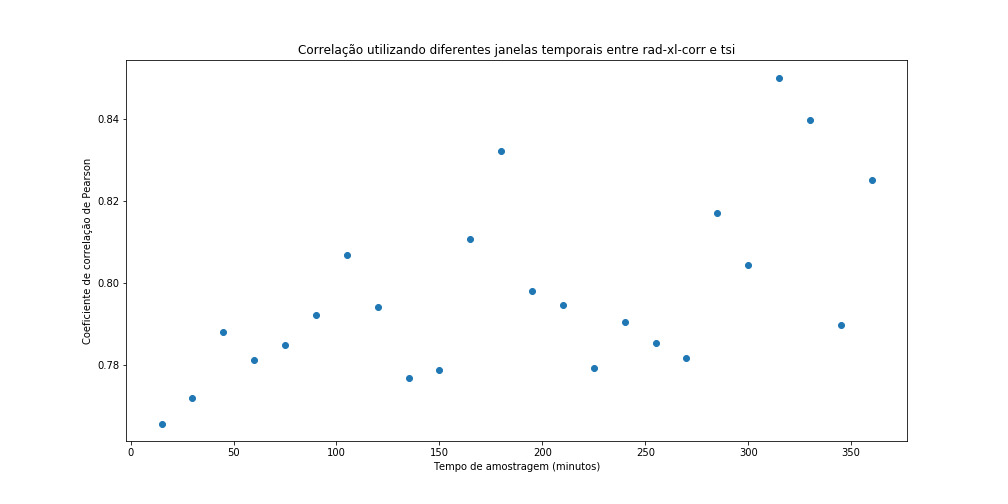 Correlação utilizando diferentes janelas temporais entre rad-xl-corr e tsi
Coeficiente de correlação de Pearson
0.84
0.82
0.80
0.78
0 50 100 150 200 250 300 350
Tempo de amostragem (minutos)